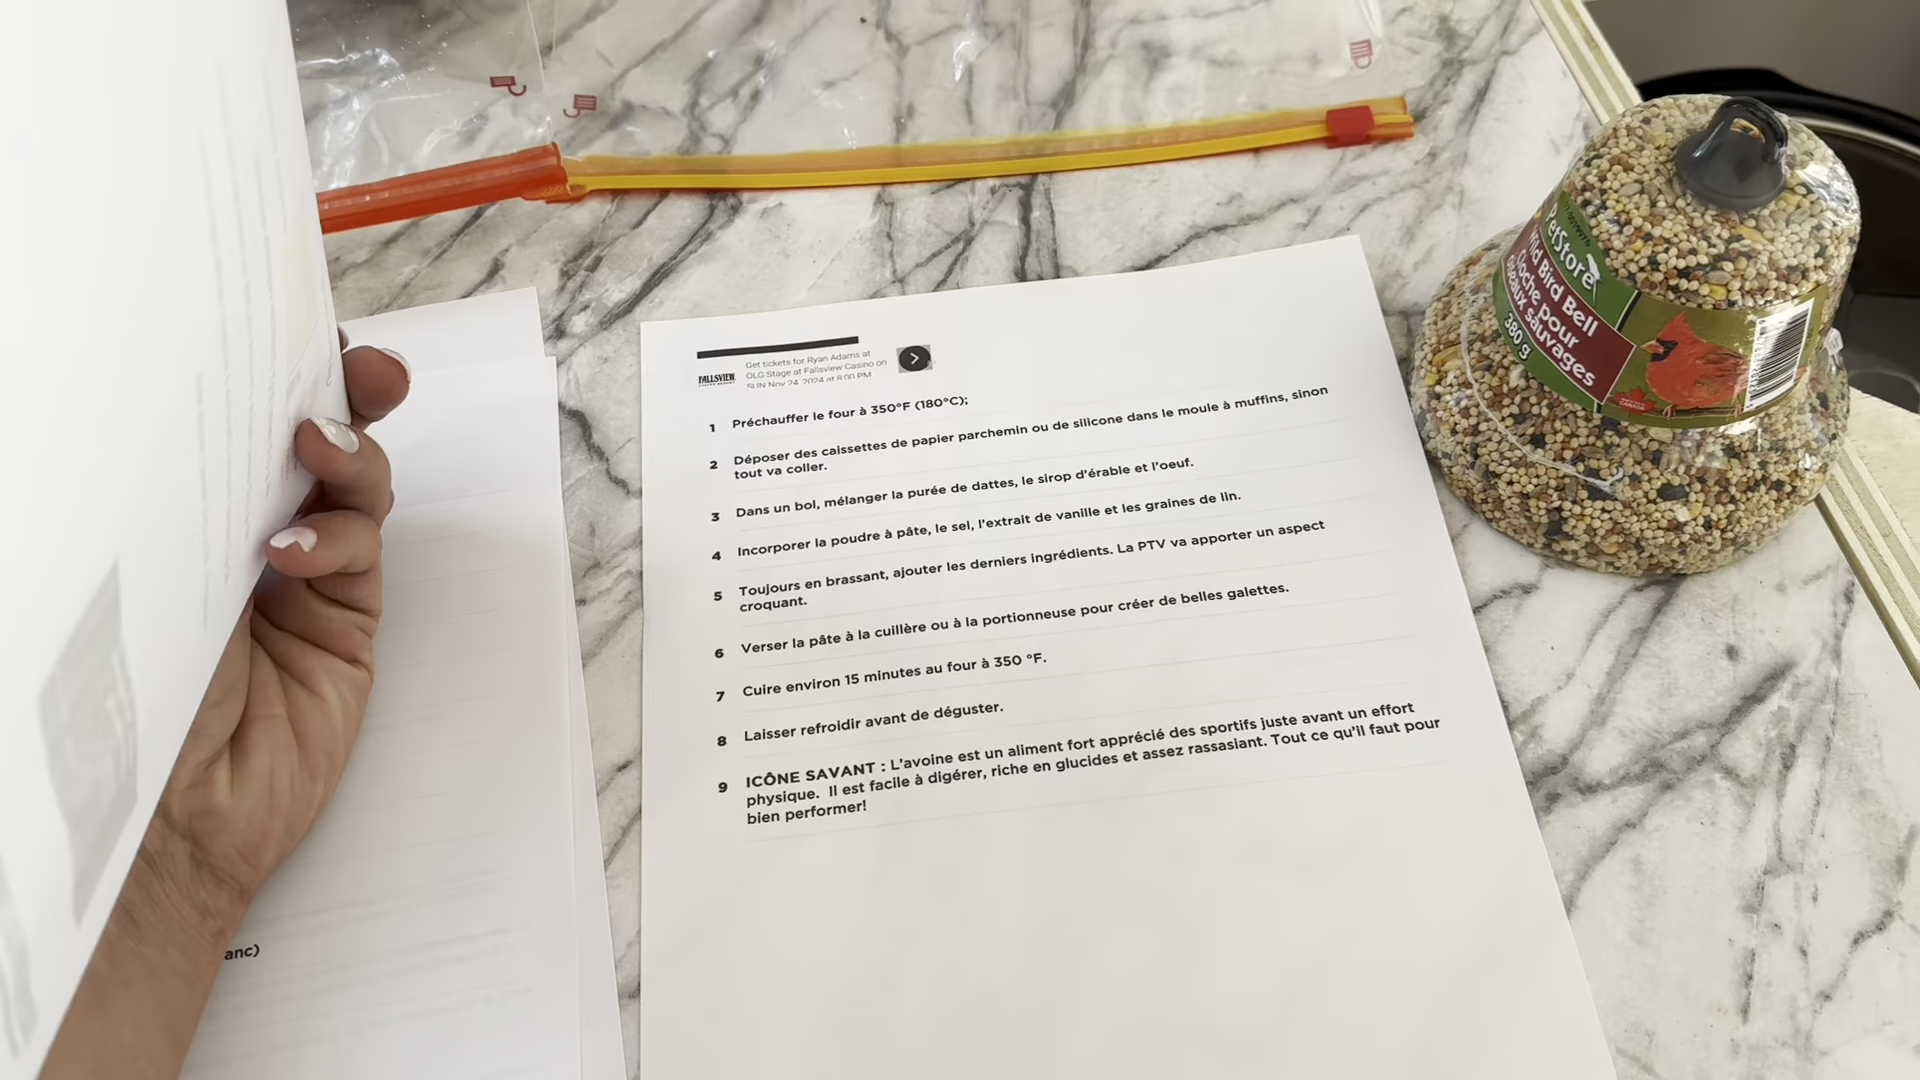 Get tickets for Ryan Adams at
OLG Stage at Fallsview Casino on
SUN Nov 24, 2024 at 8:00 PM
FALLSVIEW
1 Préchauffer le four à 350°F (180°C);
2 Déposer des caissettes de papier parchemin ou de silicone dans le moule à muffins, sinon
tout va coller.
3 Dans un bol, mélanger la purée de dattes, le sirop d'érable et l'oeuf.
4 Incorporer la poudre à pâte, le sel, l'extrait de vanille et les graines de lin.
5 Toujours en brassant, ajouter les derniers ingrédients. La PTV va apporter un aspect
croquant.
6 Verser la pâte à la cuillère ou à la portionneuse pour créer de belles galettes.
7 Cuire environ 15 minutes au four à 350 °F.
8 Laisser refroidir avant de déguster.
9 ICÔNE SAVANT : L'avoine est un aliment fort apprécié des sportifs juste avant un effort
physique. Il est facile à digérer, riche en glucides et assez rassasiant. Tout ce qu'il faut pour
bien performer!
anc)
PetStore
Wild Bird Bell
Cloche pour
oiseaux sauvages
380 g